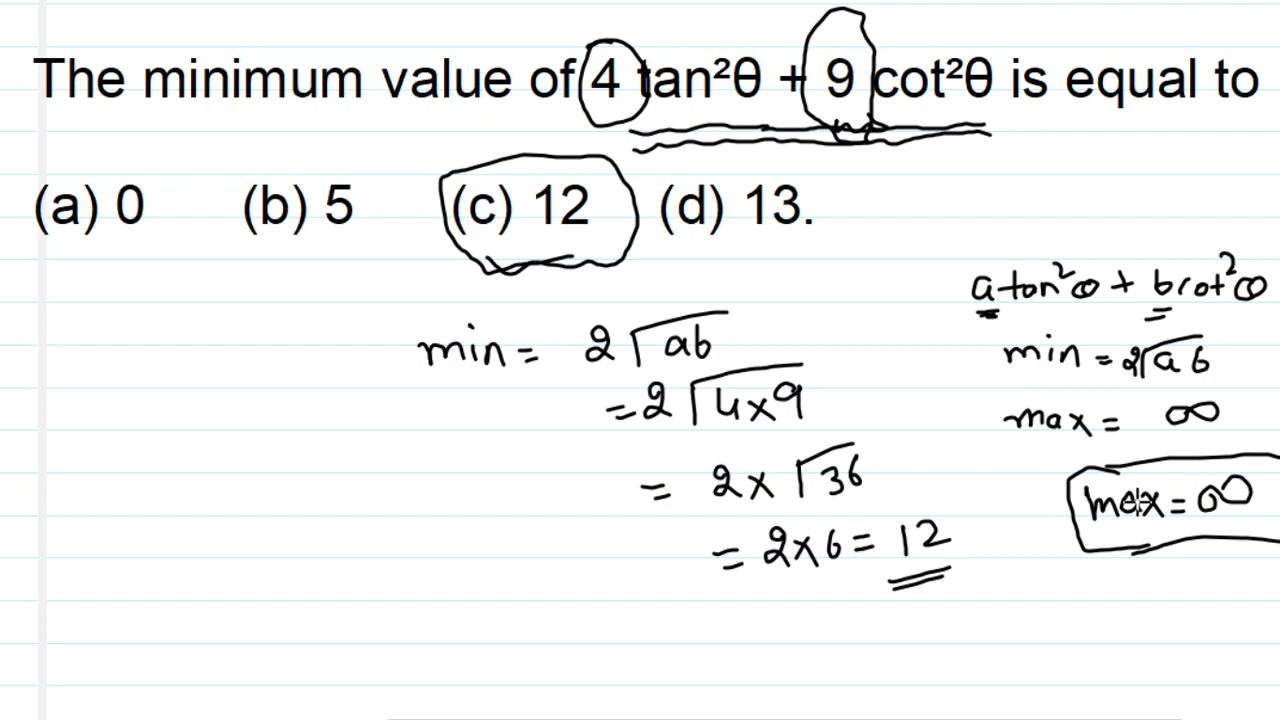 The minimum value of 4 tan²θ + 9 cot²θ is equal to
(a) 0 (b) 5 (c) 12 (d) 13.
a tan²θ + b cot²θ
min = 2√ab
max = ∞
max = ∞
min = 2√ab
= 2√4×9
= 2×√36
= 2×6 = 12